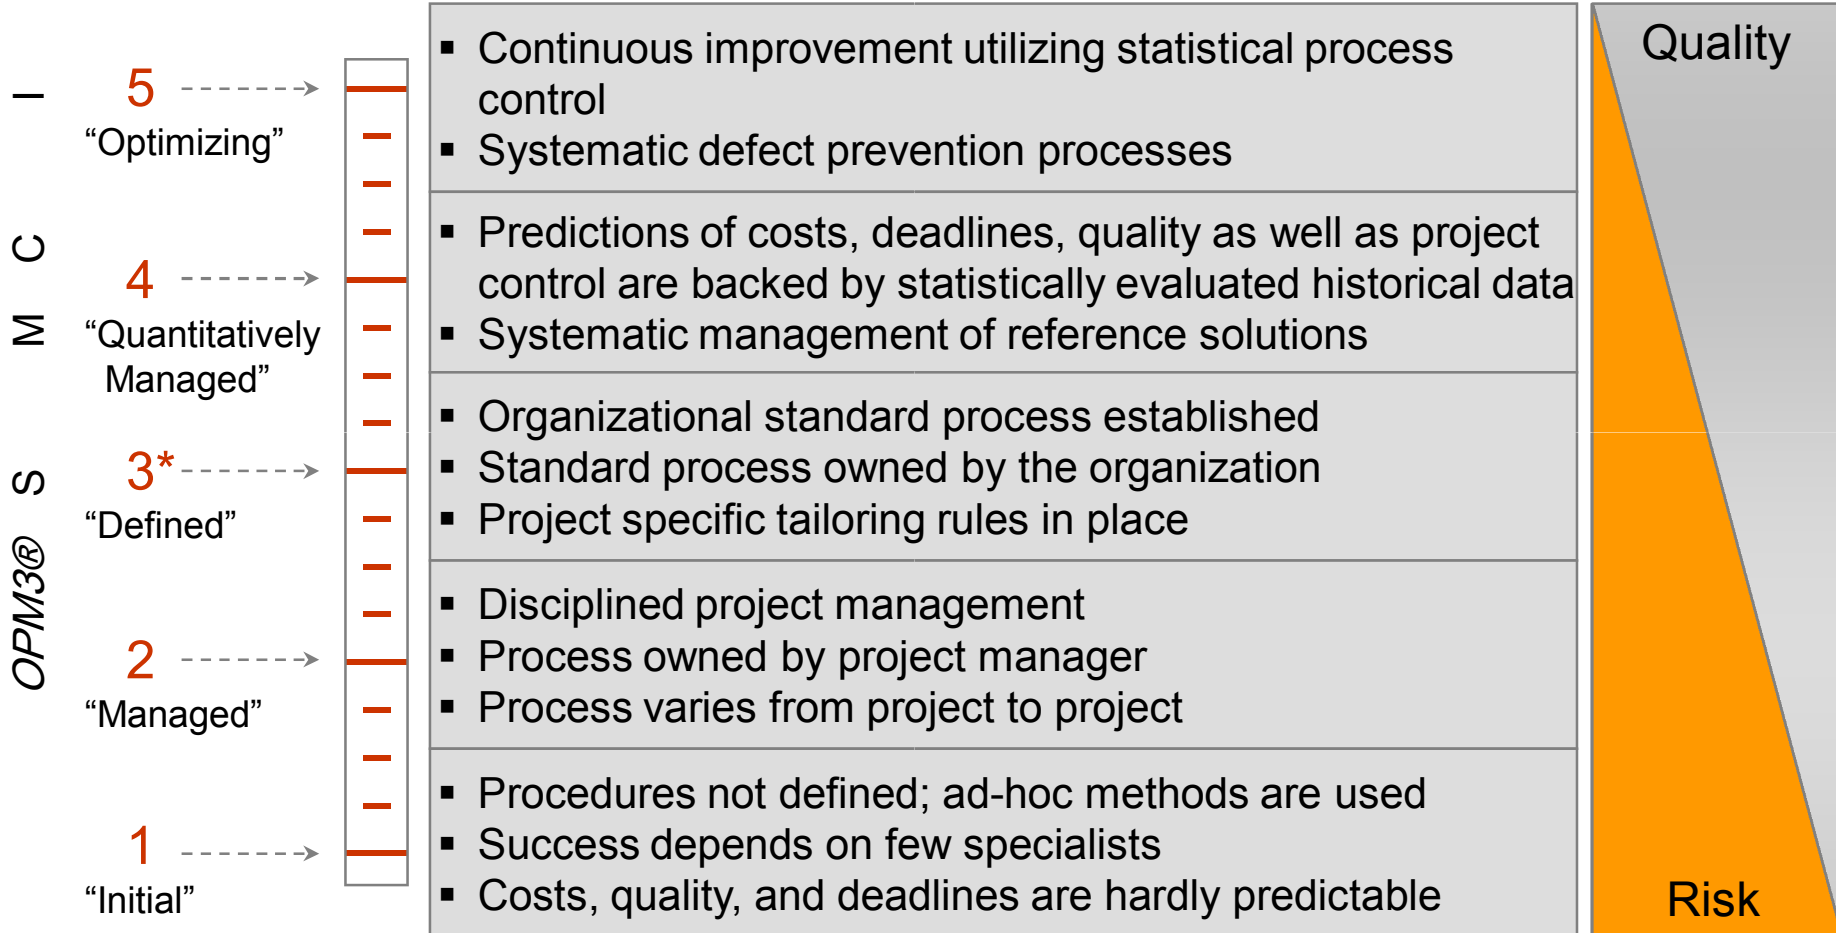 I
M C
S
OPM3®
5
“Optimizing”
4
“Quantitatively
Managed”
3*
“Defined”
2
“Managed”
1
“Initial”
▪ Continuous improvement utilizing statistical process
control
▪ Systematic defect prevention processes
▪ Predictions of costs, deadlines, quality as well as project
control are backed by statistically evaluated historical data
▪ Systematic management of reference solutions
▪ Organizational standard process established
▪ Standard process owned by the organization
▪ Project specific tailoring rules in place
▪ Disciplined project management
▪ Process owned by project manager
▪ Process varies from project to project
▪ Procedures not defined; ad-hoc methods are used
▪ Success depends on few specialists
▪ Costs, quality, and deadlines are hardly predictable
Quality
Risk